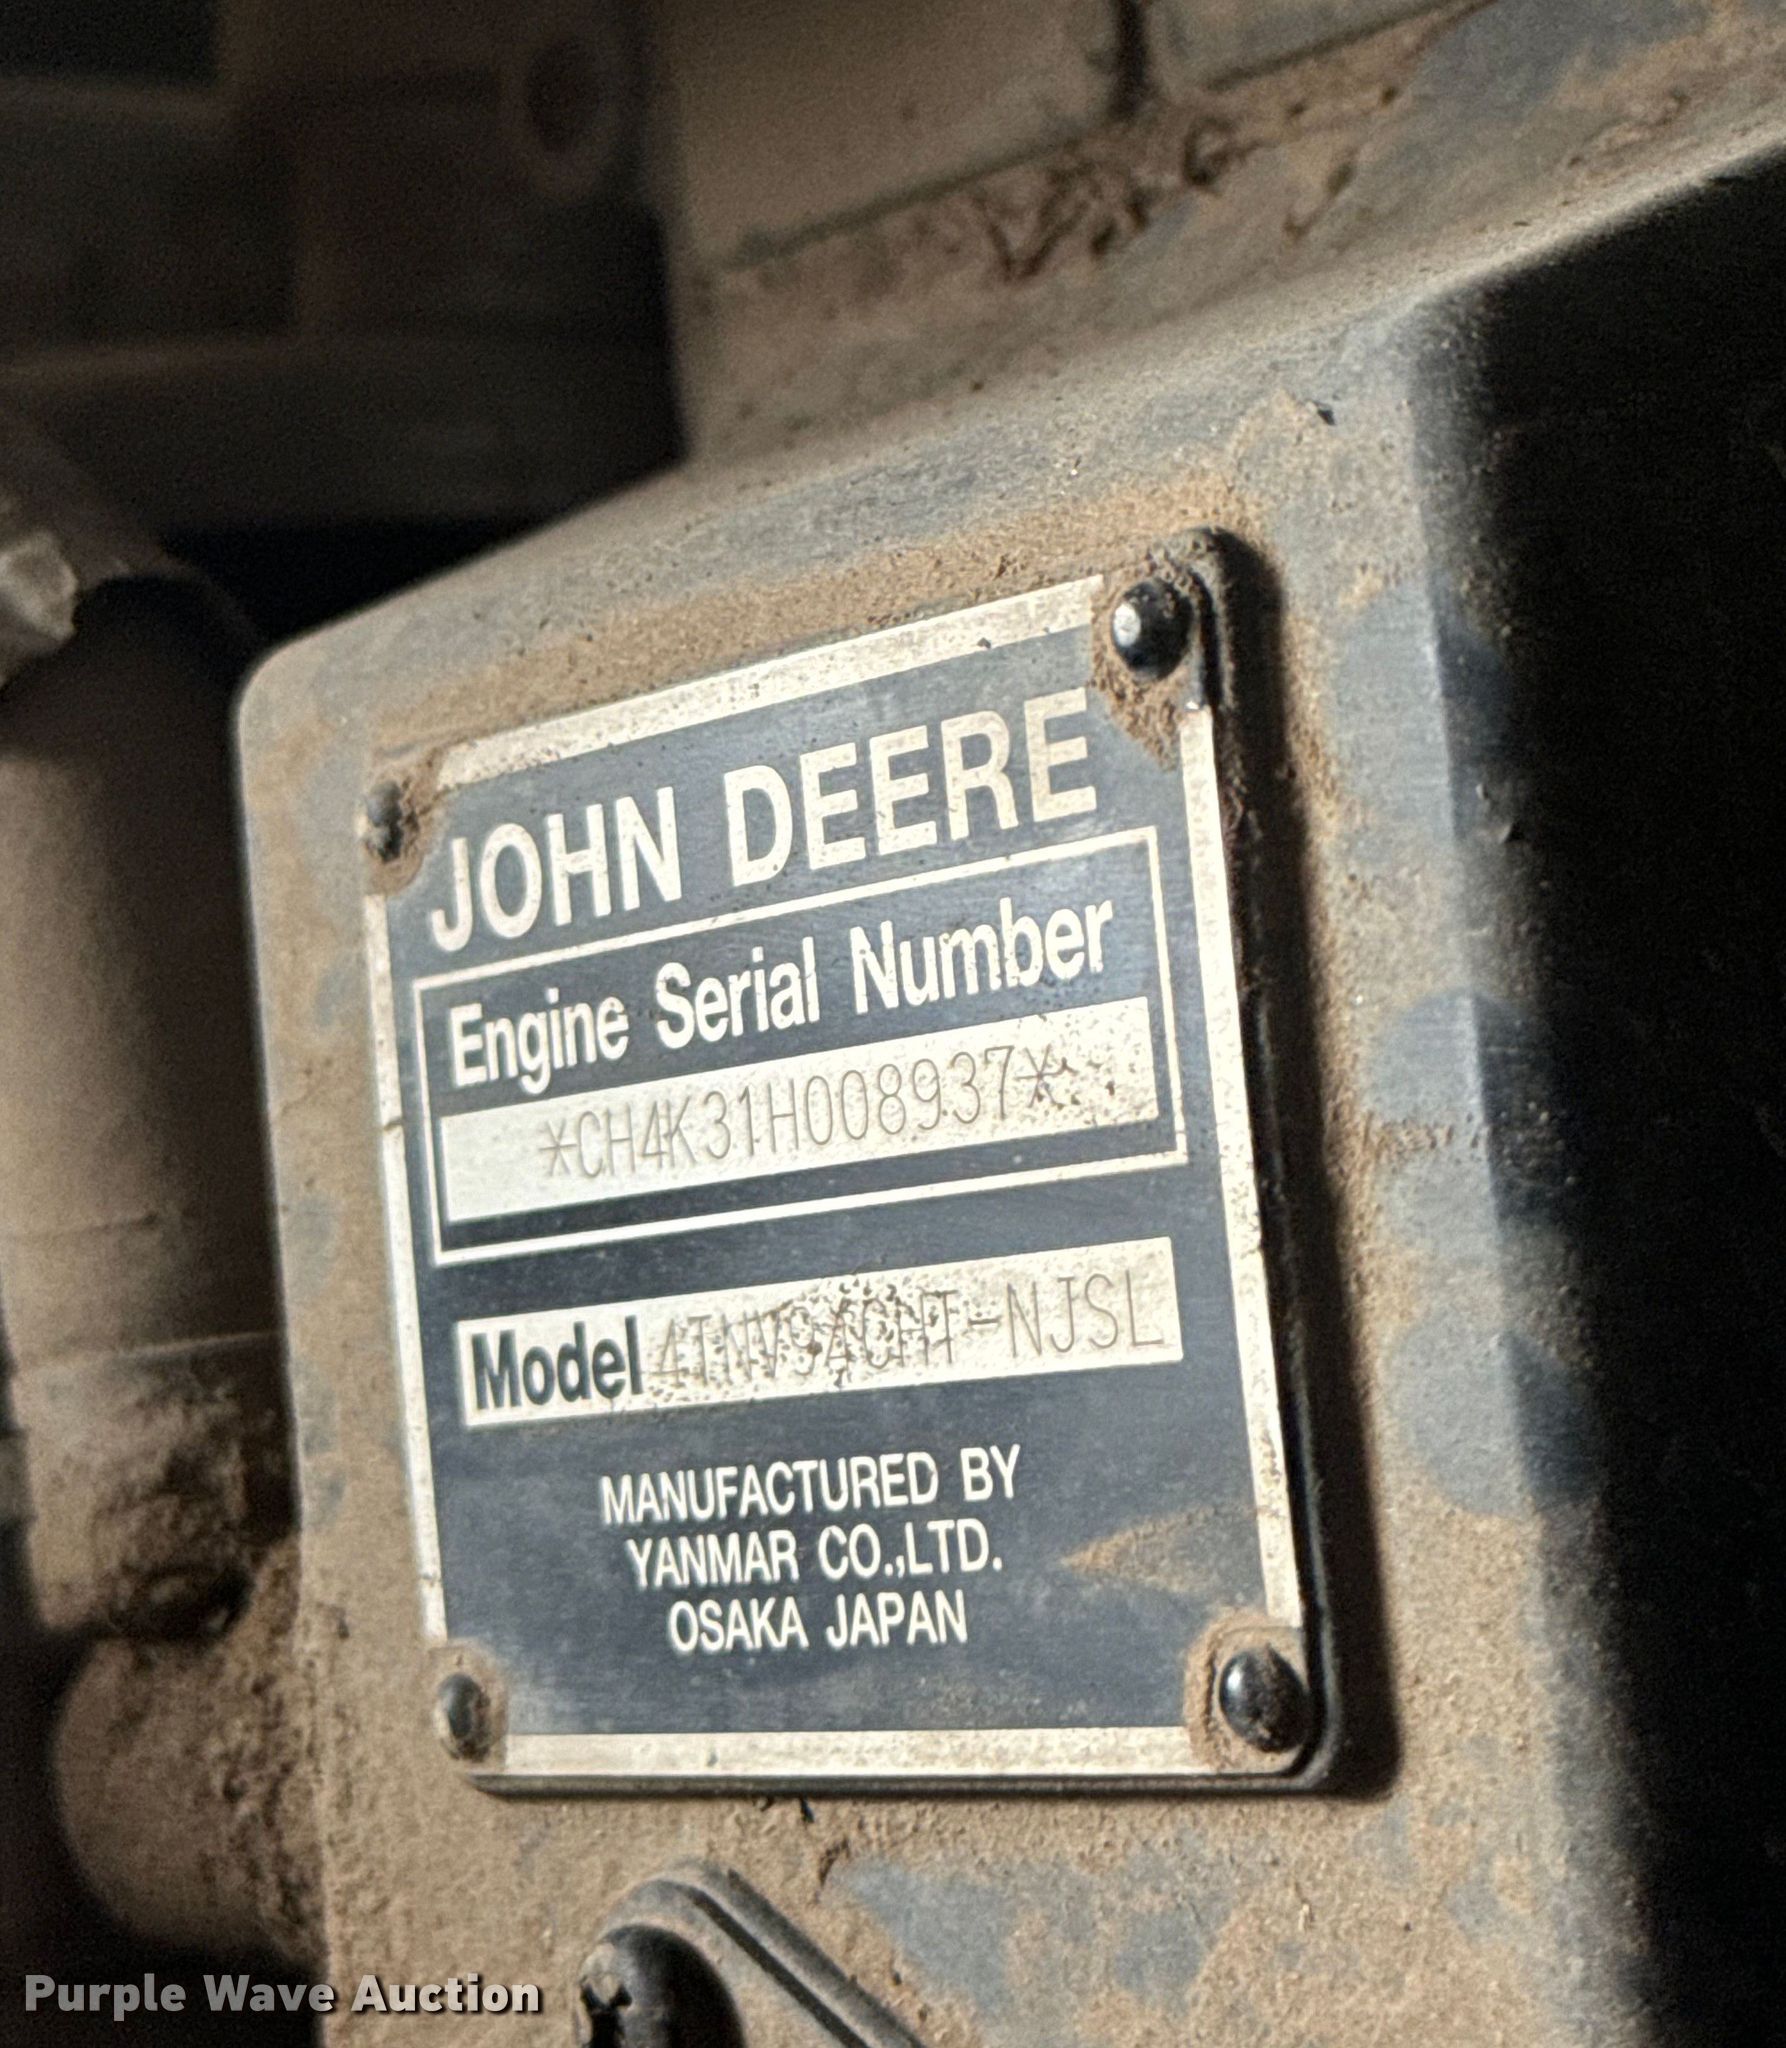 JOHN DEERE
Engine Serial Number
*CH4K31H008937*
Model 4TNV94CHT-NJSL
MANUFACTURED BY
YANMAR CO.,LTD.
OSAKA JAPAN
Purple Wave Auction